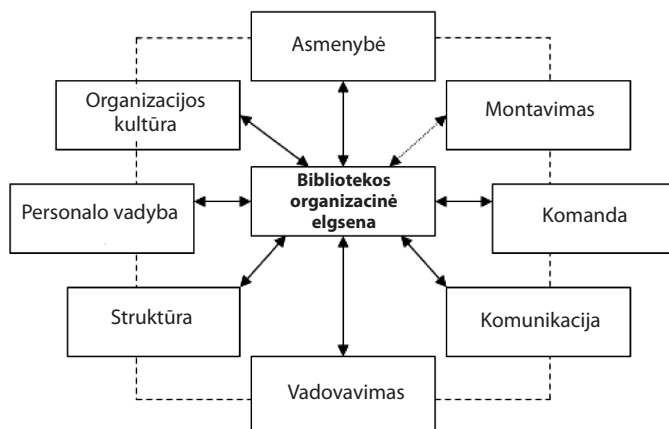 Asmenybė
Organizacijos
kultūra
Montavimas
Bibliotekos
organizacinė
elgsena
Personalo vadyba
Komanda
Struktūra
Komunikacija
Vadovavimas